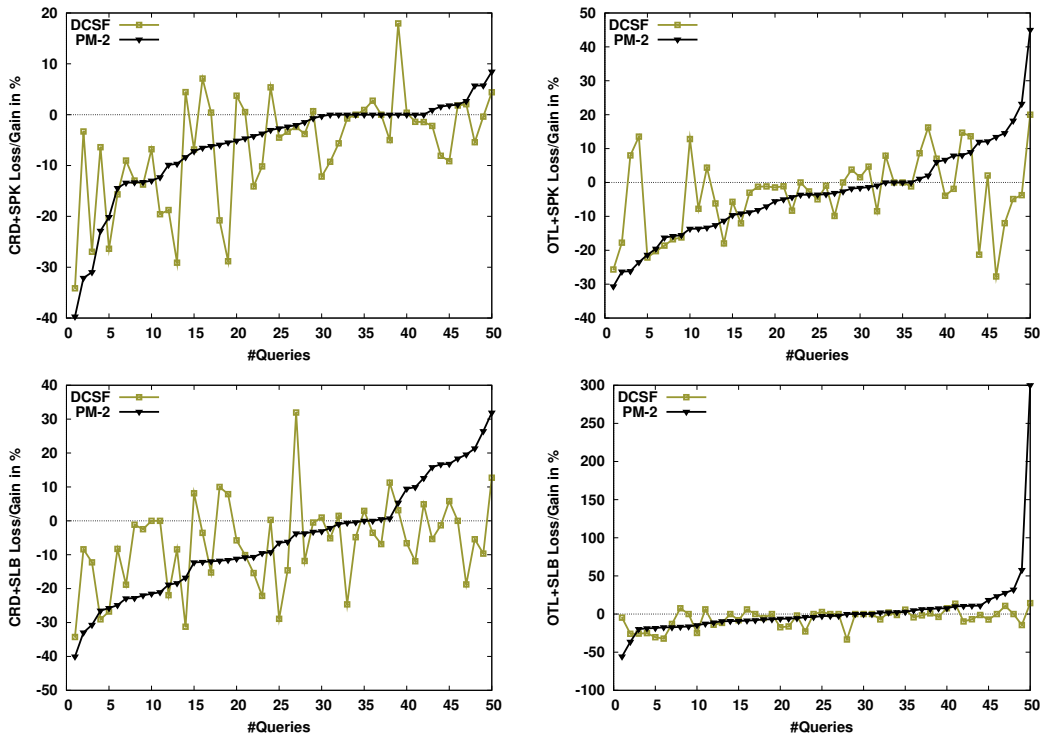 DCSF
PM-2
CRD+SPK Loss/Gain in %
20
10
0
-10
-20
-30
-40
0 5 10 15 20 25 30 35 40 45 50
#Queries
DCSF
PM-2
OTL+SPK Loss/Gain in %
50
40
30
20
10
0
-10
-20
-30
-40
0 5 10 15 20 25 30 35 40 45 50
#Queries
DCSF
PM-2
CRD+SLB Loss/Gain in %
40
30
20
10
0
-10
-20
-30
-40
-50
0 5 10 15 20 25 30 35 40 45 50
#Queries
DCSF
PM-2
OTL+SLB Loss/Gain in %
300
250
200
150
100
50
0
-50
-100
0 5 10 15 20 25 30 35 40 45 50
#Queries